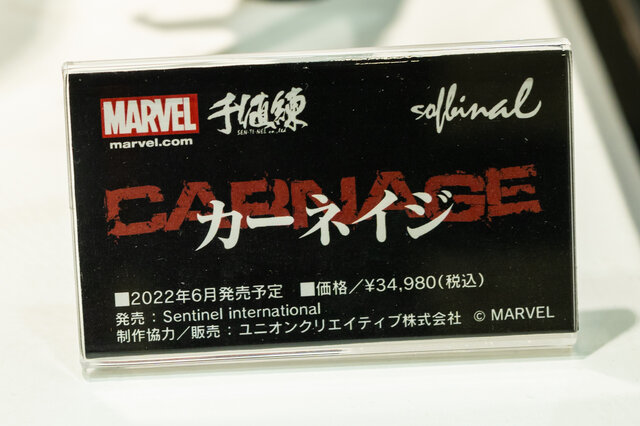 MARVEL 千値練 sofbinal
marvel.com SEN-TI-NEL co.,ltd.
CARNAGE
カーネイジ
■2022年6月発売予定 ■価格／¥34,980(税込)
発売：Sentinel international
制作協力／販売：ユニオンクリエイティブ株式会社 © MARVEL